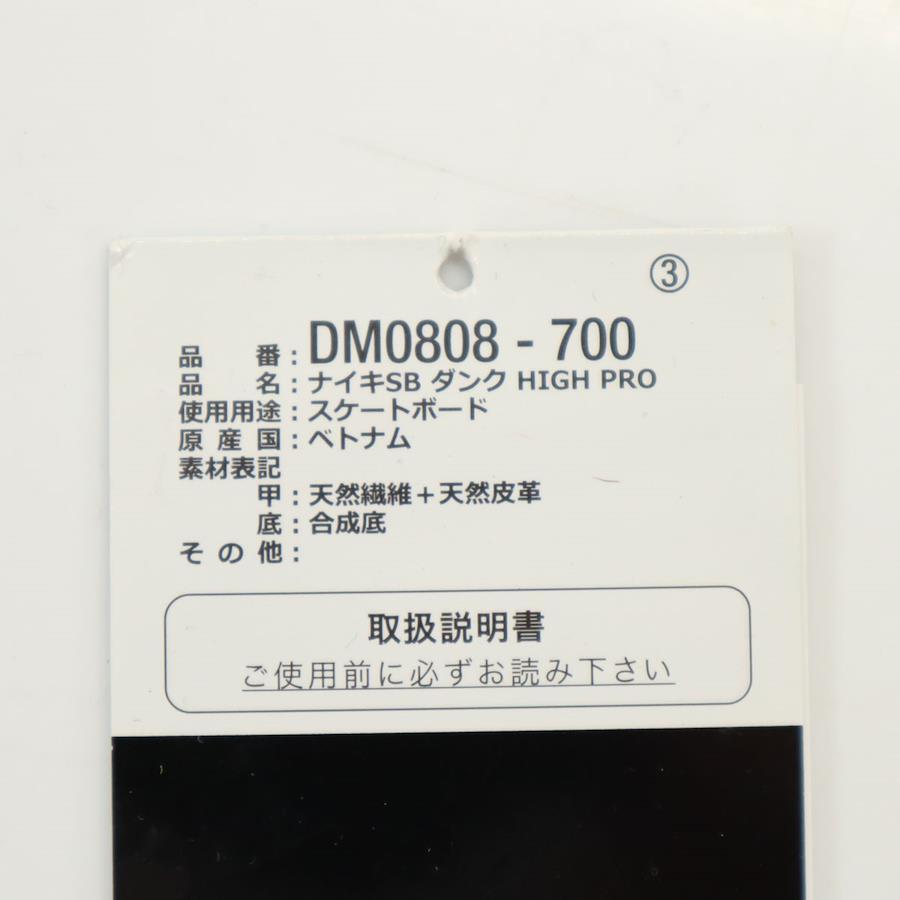 ③
品番：DM0808 - 700
品名：ナイキSB ダンク HIGH PRO
使用用途：スケートボード
原産国：ベトナム
素材表記
甲：天然繊維＋天然皮革
底：合成底
その他：
取扱説明書
ご使用前に必ずお読み下さい